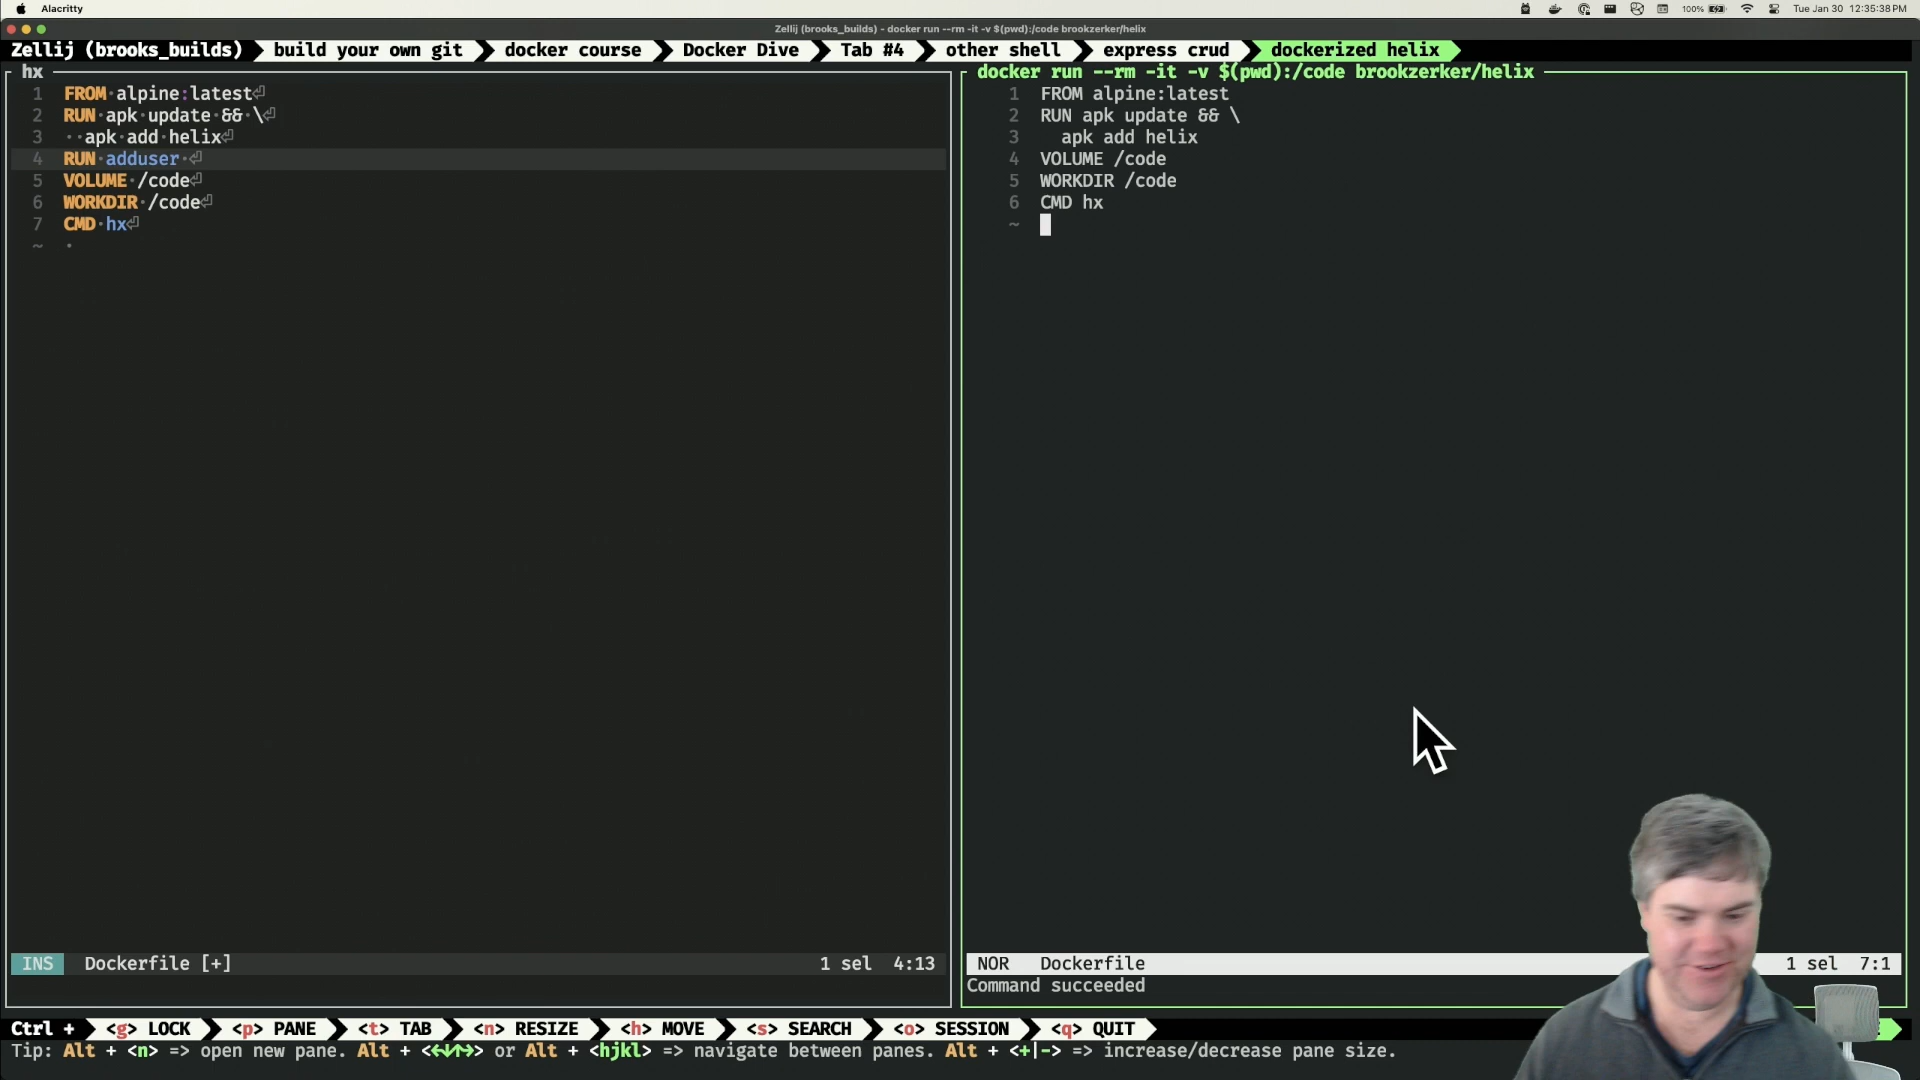 Alacritty
100%
Tue Jan 30 12:35:38 PM
Zellij (brooks_builds) - docker run --rm -it -v $(pwd):/code brookzerker/helix
Zellij (brooks_builds) build your own git docker course Docker Dive Tab #4 other shell express crud dockerized helix
hx
1 FROM·alpine:latest⏎
2 RUN·apk·update·&&·\⏎
3 ··apk·add·helix⏎
4 RUN·adduser·⏎
5 VOLUME·/code⏎
6 WORKDIR·/code⏎
7 CMD·hx⏎
~ ·
INS Dockerfile [+] 1 sel 4:13
docker run --rm -it -v $(pwd):/code brookzerker/helix
1 FROM alpine:latest
2 RUN apk update && \
3 apk add helix
4 VOLUME /code
5 WORKDIR /code
6 CMD hx
~
NOR Dockerfile 1 sel 7:1
Command succeeded
Ctrl + <g> LOCK <p> PANE <t> TAB <n> RESIZE <h> MOVE <s> SEARCH <o> SESSION <q> QUIT
Tip: Alt + <n> => open new pane. Alt + <←↓↑→> or Alt + <hjkl> => navigate between panes. Alt + <+|-> => increase/decrease pane size.